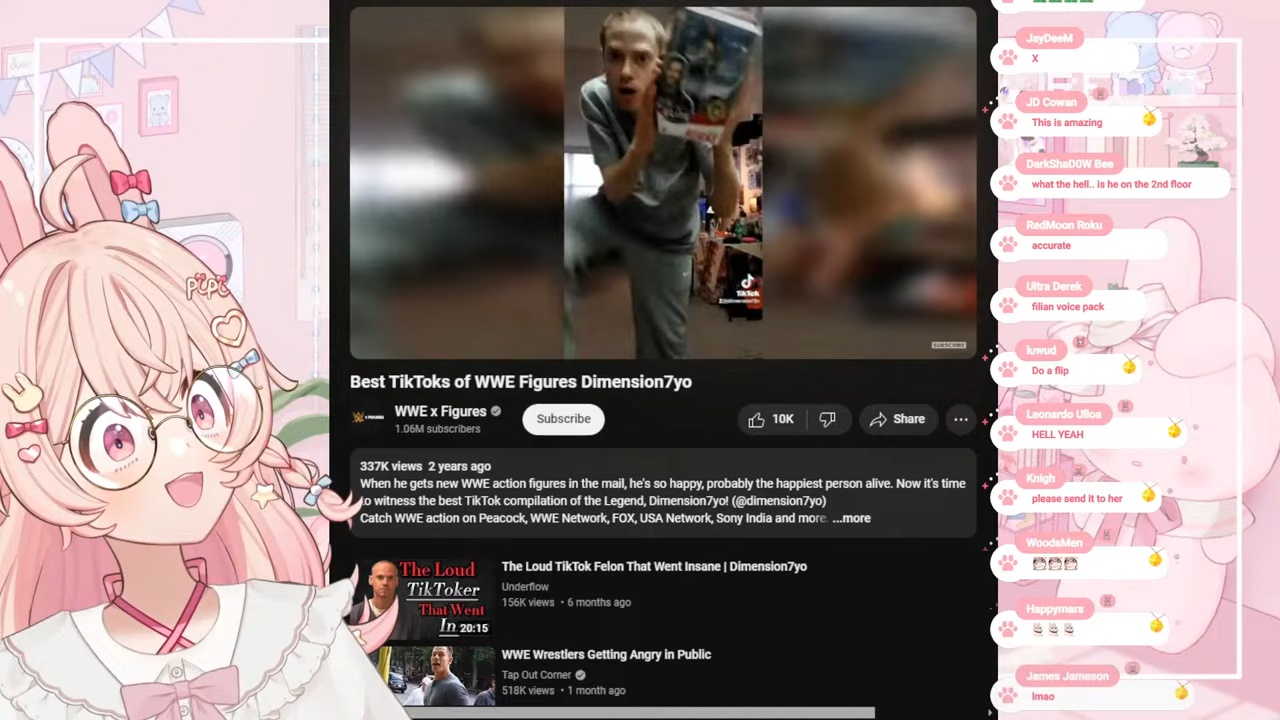 pipi
TikTok
SUBSCRIBE
Best TikToks of WWE Figures Dimension7yo
WWE x Figures
1.06M subscribers
Subscribe
10K
Share
337K views 2 years ago
When he gets new WWE action figures in the mail, he's so happy, probably the happiest person alive. Now it's time
to witness the best TikTok compilation of the Legend, Dimension7yo! (@dimension7yo)
Catch WWE action on Peacock, WWE Network, FOX, USA Network, Sony India and more. ...more
The Loud
TikToker
That Went
In
20:15
The Loud TikTok Felon That Went Insane | Dimension7yo
Underflow
156K views • 6 months ago
WWE Wrestlers Getting Angry in Public
Tap Out Corner
518K views • 1 month ago
JayDeeM
X
JD Cowan
This is amazing
DarkShaD0W Bee
what the hell.. is he on the 2nd floor
RedMoon Roku
accurate
Ultra Derek
filian voice pack
luwud
Do a flip
Leonardo Ulloa
HELL YEAH
Knigh
please send it to her
WoodsMen
Happymars
James Jameson
lmao